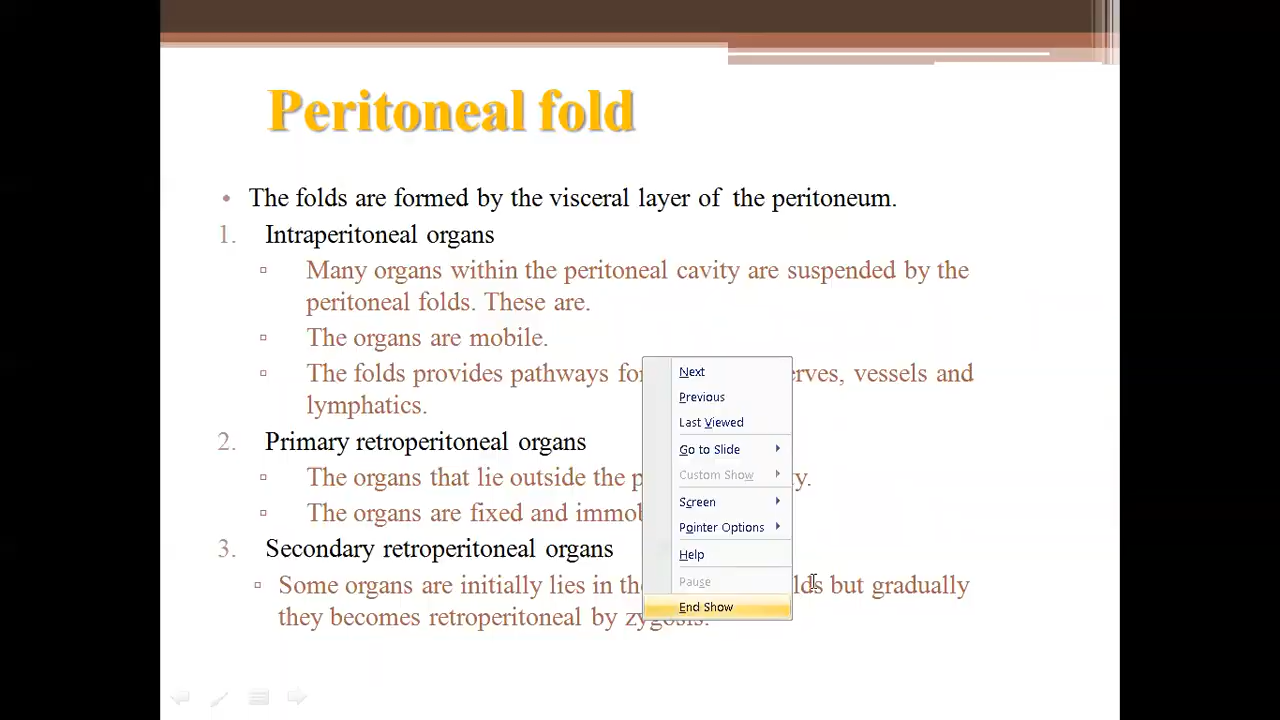 Peritoneal fold
• The folds are formed by the visceral layer of the peritoneum.
1. Intraperitoneal organs
Many organs within the peritoneal cavity are suspended by the
peritoneal folds. These are.
The organs are mobile.
The folds provides pathways for vessels and
lymphatics.
2. Primary retroperitoneal organs
The organs that lie outside the
The organs are fixed and
3. Secondary retroperitoneal organs
Some organs are initially lies in the but gradually
they becomes retroperitoneal by zygosis.
Next
Previous
Last Viewed
Go to Slide
Custom Show
Screen
Pointer Options
Help
Pause
End Show